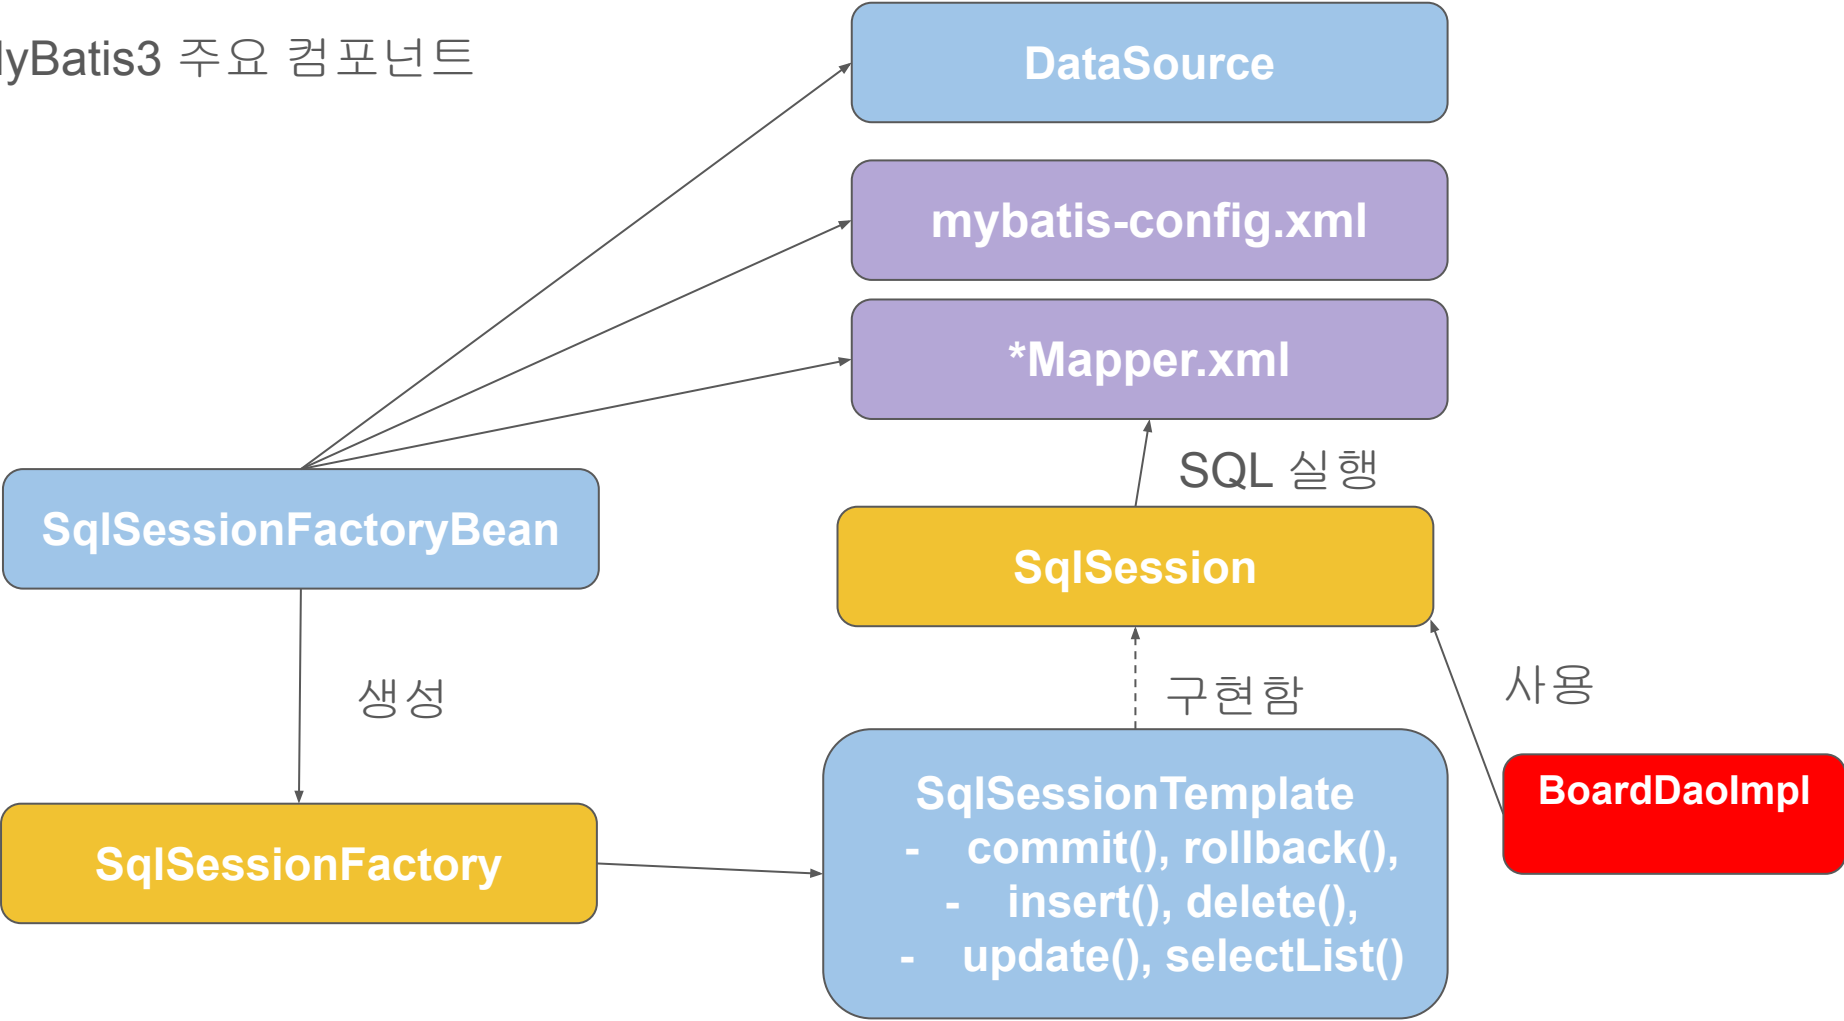 yBatis3 주요 컴포넌트
DataSource
mybatis-config.xml
*Mapper.xml
SQL 실행
SqlSessionFactoryBean
SqlSession
생성
구현함
사용
SqlSessionFactory
SqlSessionTemplate
- commit(), rollback(),
- insert(), delete(),
- update(), selectList()
BoardDaoImpl